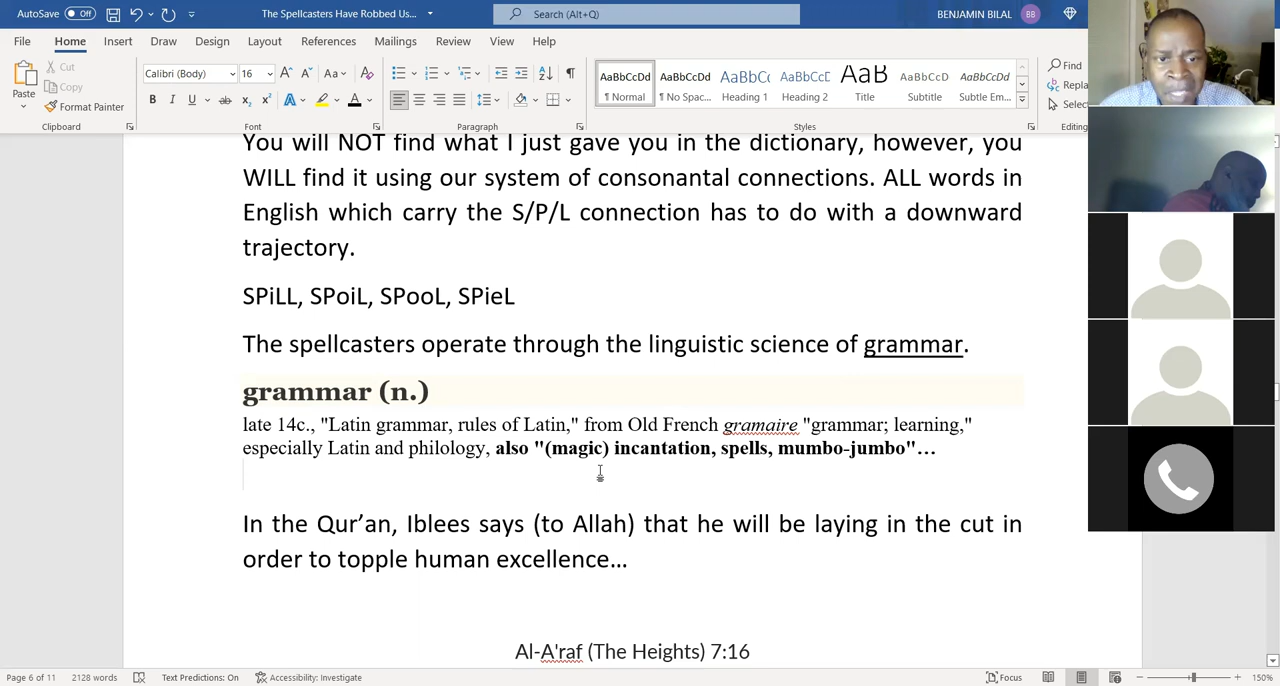 AutoSave Off The Spellcasters Have Robbed Us... Search (Alt+Q) BENJAMIN BILAL BB
File Home Insert Draw Design Layout References Mailings Review View Help
Paste Cut Copy Format Painter
Calibri (Body) 16 A A Aa A
B I U ab x₂ x² A A
AaBbCcDd AaBbCcDd AaBbCc AaBbCcD AaB AaBbCcD AaBbCcDd
¶ Normal ¶ No Spac... Heading 1 Heading 2 Title Subtitle Subtle Em...
Find
Repla
Selec
Clipboard Font Paragraph Styles Editing
You will NOT find what I just gave you in the dictionary, however, you
WILL find it using our system of consonantal connections. ALL words in
English which carry the S/P/L connection has to do with a downward
trajectory.
SPiLL, SPoiL, SPooL, SPieL
The spellcasters operate through the linguistic science of grammar.
grammar (n.)
late 14c., "Latin grammar, rules of Latin," from Old French gramaire "grammar; learning,"
especially Latin and philology, also "(magic) incantation, spells, mumbo-jumbo"…
In the Qur’an, Iblees says (to Allah) that he will be laying in the cut in
order to topple human excellence…
Al-A'raf (The Heights) 7:16
Page 6 of 11 2128 words Text Predictions: On Accessibility: Investigate Focus 150%